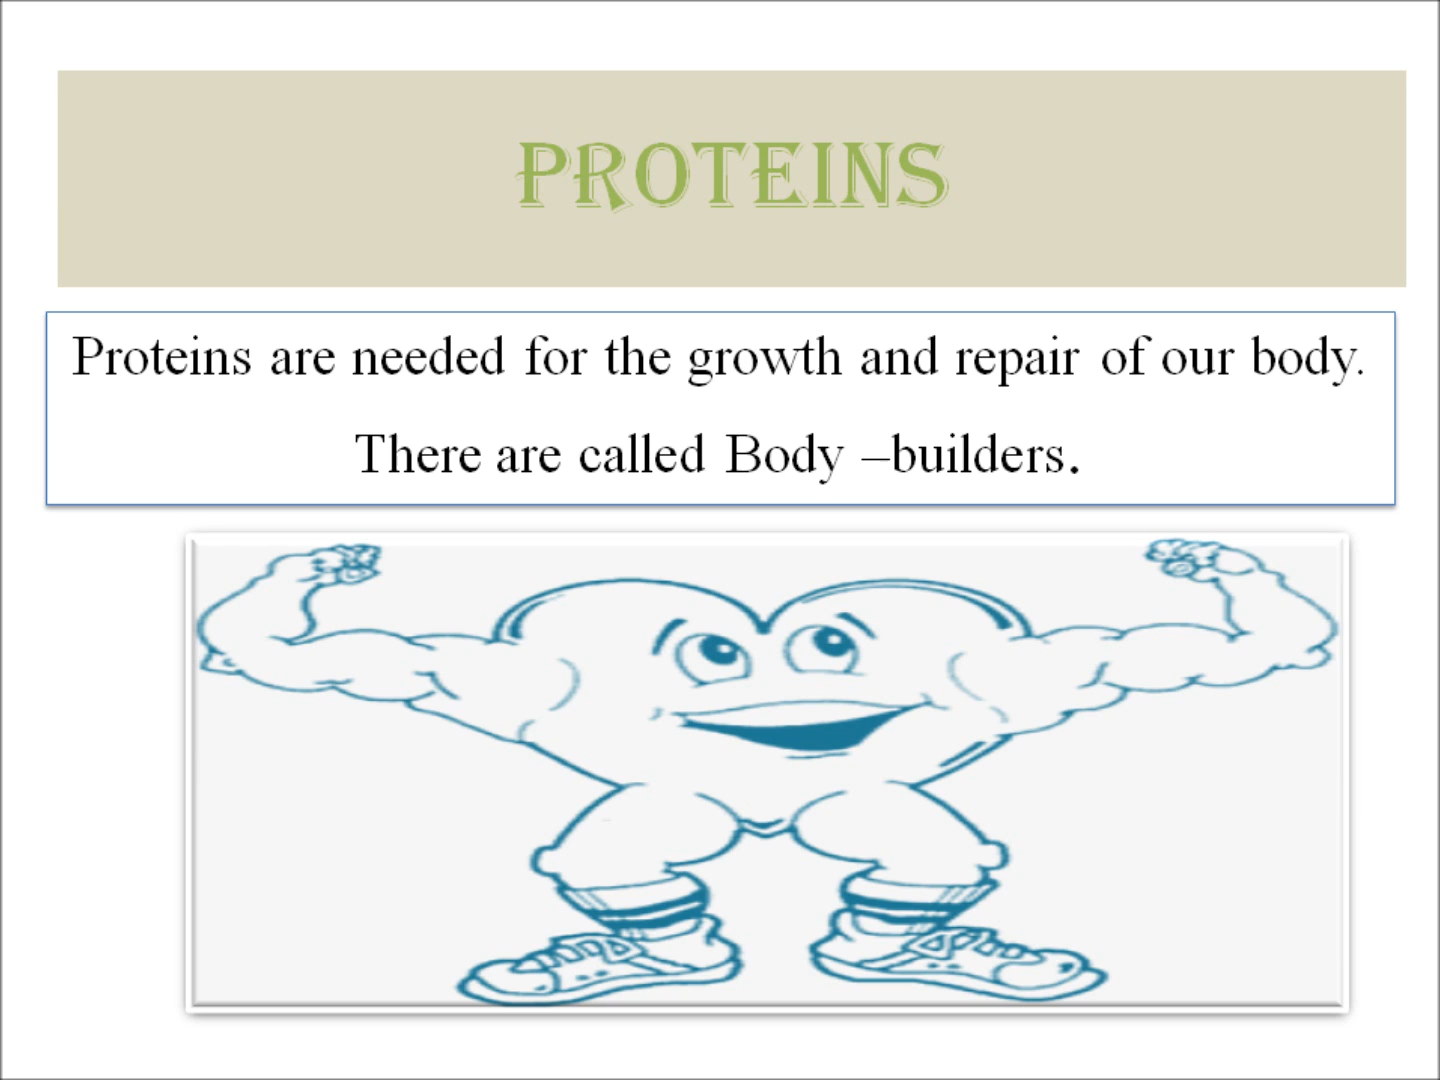 PROTEINS
Proteins are needed for the growth and repair of our body.
There are called Body –builders.